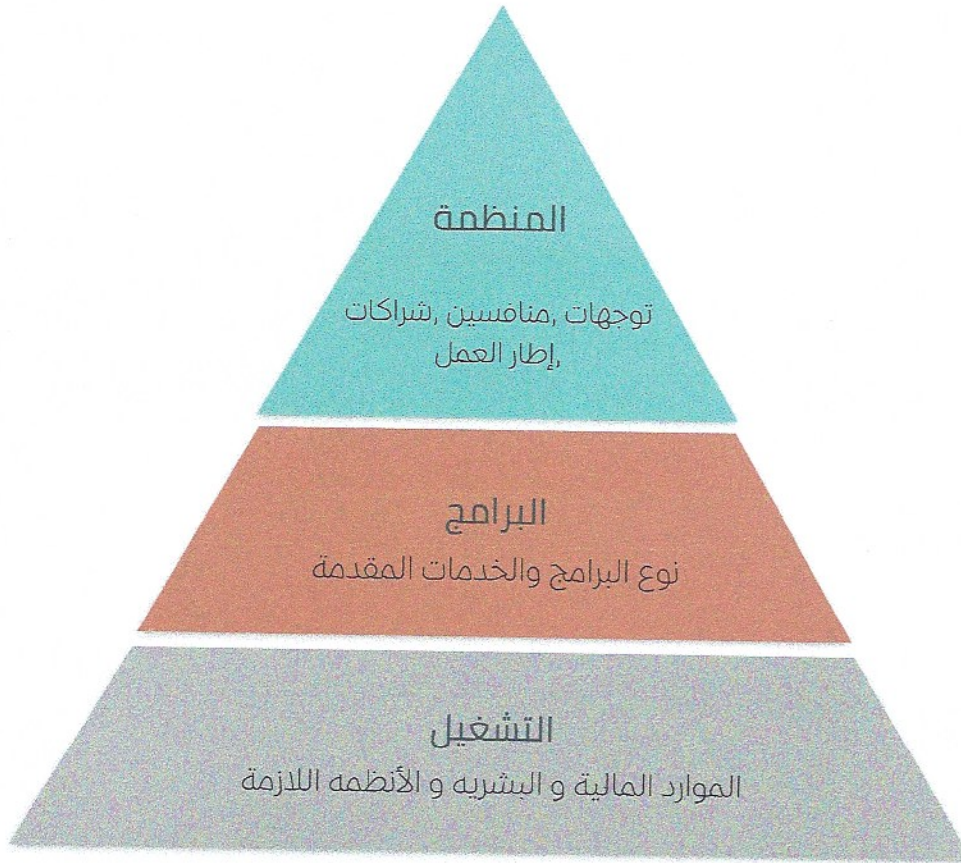 المنظمة
توجهات ,منافسين ,شراكات
,إطار العمل
البرامج
نوع البرامج والخدمات المقدمة
التشغيل
الموارد المالية و البشريه و الأنظمه اللازمة